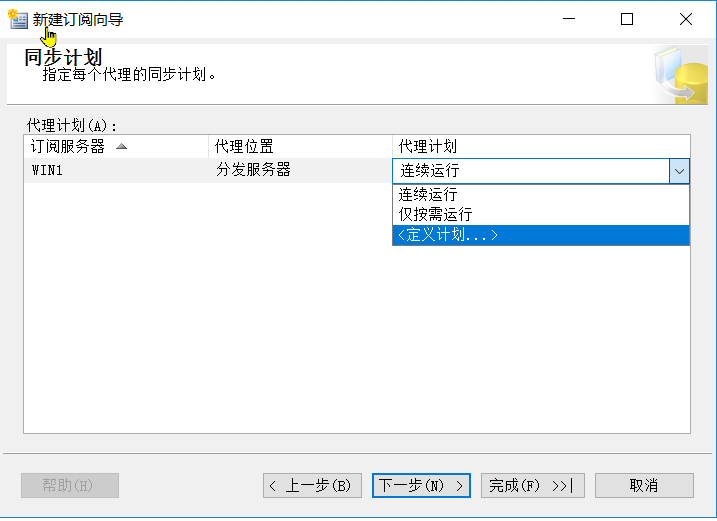 新建订阅向导
同步计划
指定每个代理的同步计划。
代理计划(A):
订阅服务器 代理位置 代理计划
WIN1 分发服务器 连续运行
连续运行
仅按需运行
<定义计划...>
帮助(H) < 上一步(B) 下一步(N) > 完成(F) >>| 取消